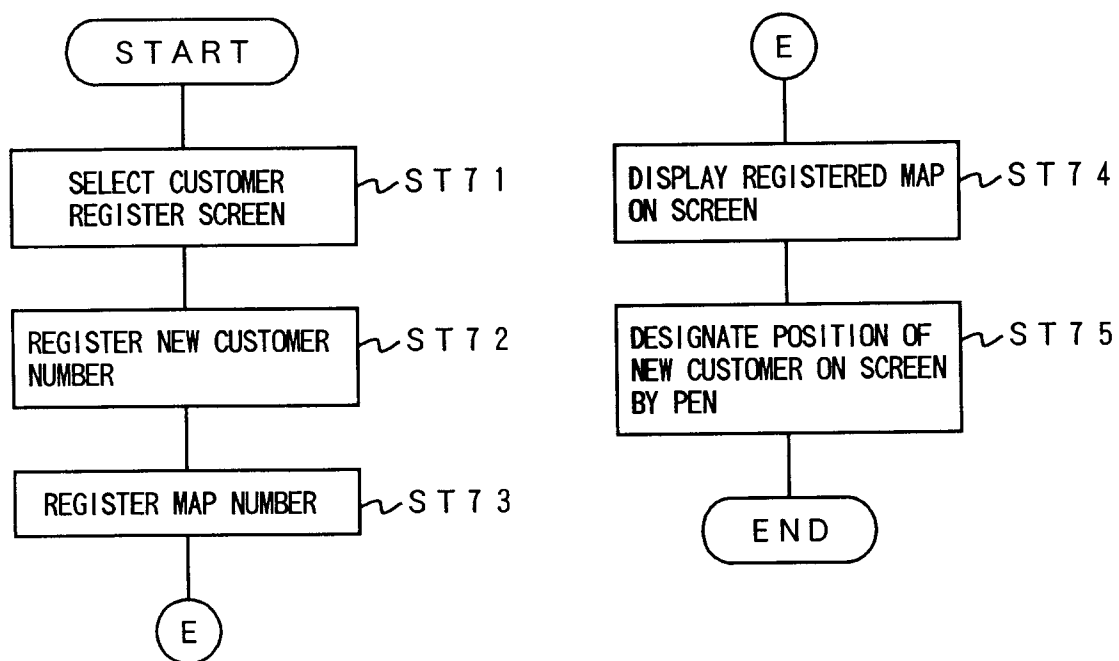 START
SELECT CUSTOMER
REGISTER SCREEN
ST71
REGISTER NEW CUSTOMER
NUMBER
ST72
REGISTER MAP NUMBER
ST73
E
E
DISPLAY REGISTERED MAP
ON SCREEN
ST74
DESIGNATE POSITION OF
NEW CUSTOMER ON SCREEN
BY PEN
ST75
END